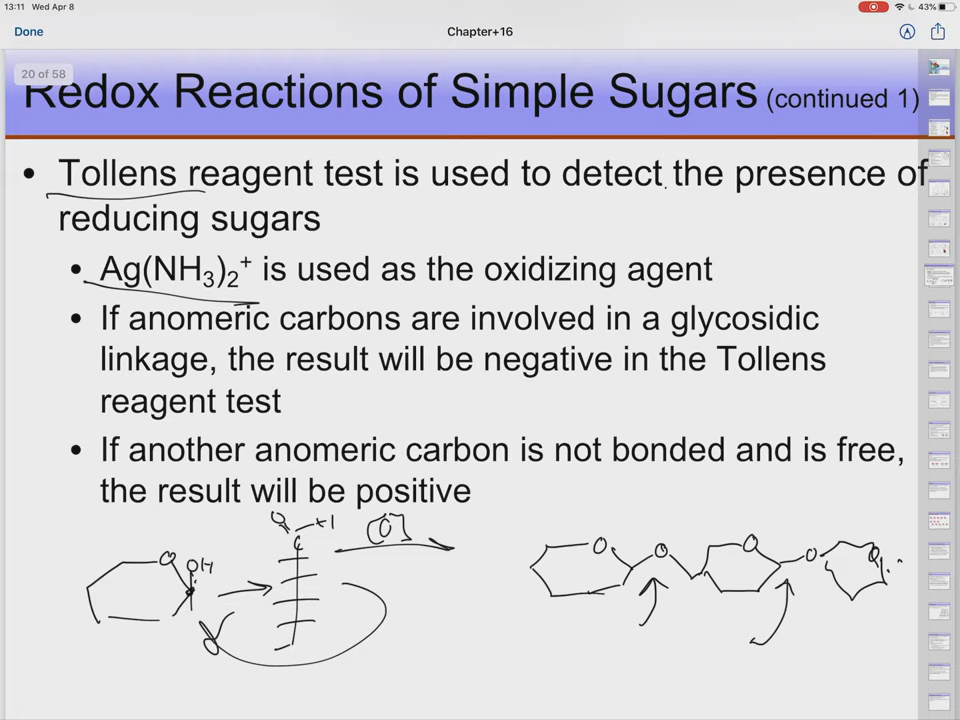 13:11 Wed Apr 8
43%
Done
Chapter+16
20 of 58
Redox Reactions of Simple Sugars (continued 1)
• Tollens reagent test is used to detect the presence of
reducing sugars
• Ag(NH3)2+ is used as the oxidizing agent
• If anomeric carbons are involved in a glycosidic
linkage, the result will be negative in the Tollens
reagent test
• If another anomeric carbon is not bonded and is free,
the result will be positive
O
OH
O
+1
C
[O]
O
O
O
O
O